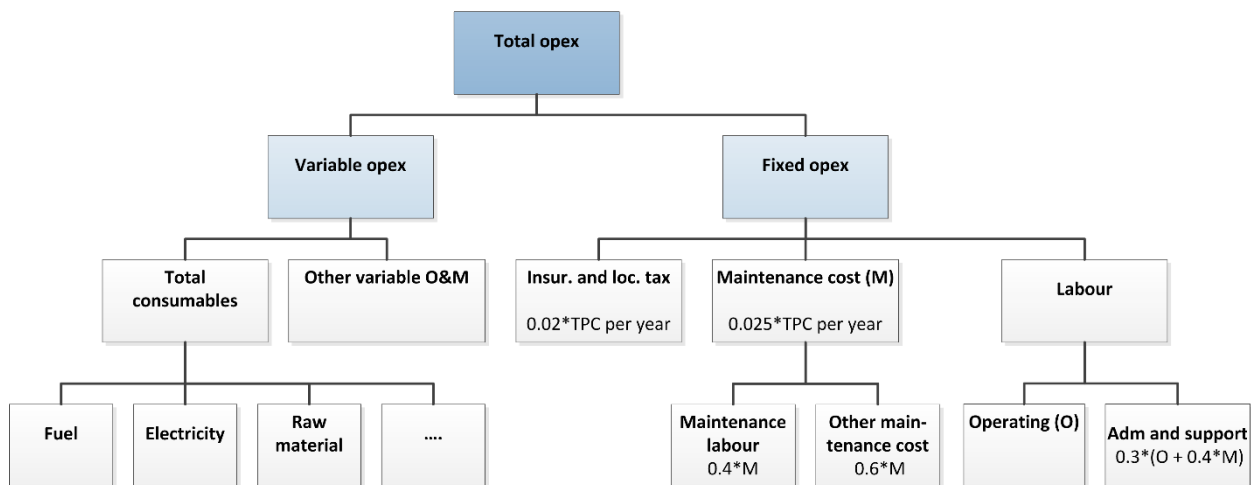 Total opex
Variable opex
Fixed opex
Total
consumables
Other variable O&M
Insur. and loc. tax
0.02*TPC per year
Maintenance cost (M)
0.025*TPC per year
Labour
Fuel
Electricity
Raw
material
....
Maintenance
labour
0.4*M
Other main-
tenance cost
0.6*M
Operating (O)
Adm and support
0.3*(O + 0.4*M)